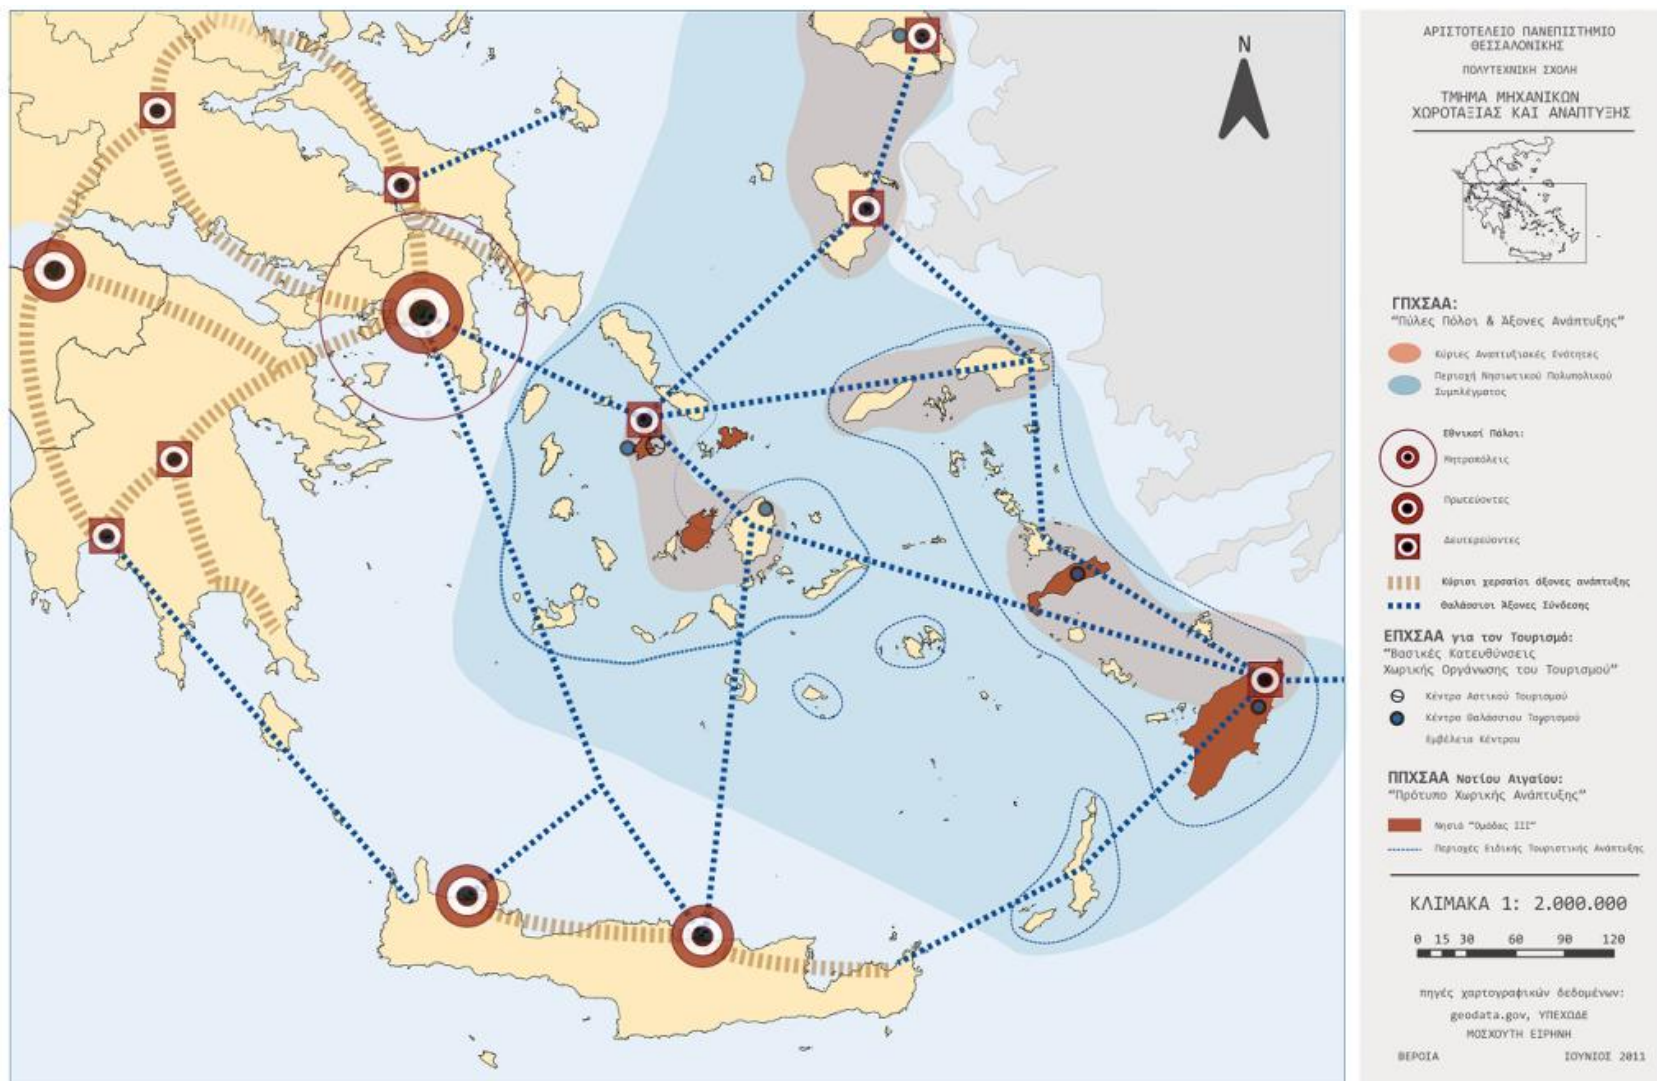 N
ΑΡΙΣΤΟΤΕΛΕΙΟ ΠΑΝΕΠΙΣΤΗΜΙΟ
ΘΕΣΣΑΛΟΝΙΚΗΣ
ΠΟΛΥΤΕΧΝΙΚΗ ΣΧΟΛΗ
ΤΜΗΜΑ ΜΗΧΑΝΙΚΩΝ
ΧΩΡΟΤΑΞΙΑΣ ΚΑΙ ΑΝΑΠΤΥΞΗΣ
ΓΠΧΣΑΑ:
"Πύλες Πόλοι & Άξονες Ανάπτυξης"
Κύριες Αναπτυξιακές Ενότητες
Περιοχή Νησιωτικού Πολυπολικού
Συμπλέγματος
Εθνικοί Πόλοι:
Μητροπόλεις
Πρωτεύοντες
Δευτερεύοντες
Κύριοι χερσαίοι άξονες ανάπτυξης
Θαλάσσιοι Άξονες Σύνδεσης
ΕΠΧΣΑΑ για τον Τουρισμό:
"Βασικές Κατευθύνσεις
Χωρικής Οργάνωσης του Τουρισμού"
Κέντρα Αστικού Τουρισμού
Κέντρα Θαλάσσιου Τουρισμού
Εμβέλεια Κέντρου
ΠΠΧΣΑΑ Νοτίου Αιγαίου:
"Πρότυπο Χωρικής Ανάπτυξης"
Νησιά "Ομάδας ΙΙΙ"
Περιοχές Ειδικής Τουριστικής Ανάπτυξης
ΚΛΙΜΑΚΑ 1: 2.000.000
0 15 30 60 90 120
πηγές χαρτογραφικών δεδομένων:
geodata.gov, ΥΠΕΧΩΔΕ
ΜΟΣΧΟΥΤΗ ΕΙΡΗΝΗ
ΒΕΡΟΙΑ ΙΟΥΝΙΟΣ 2011